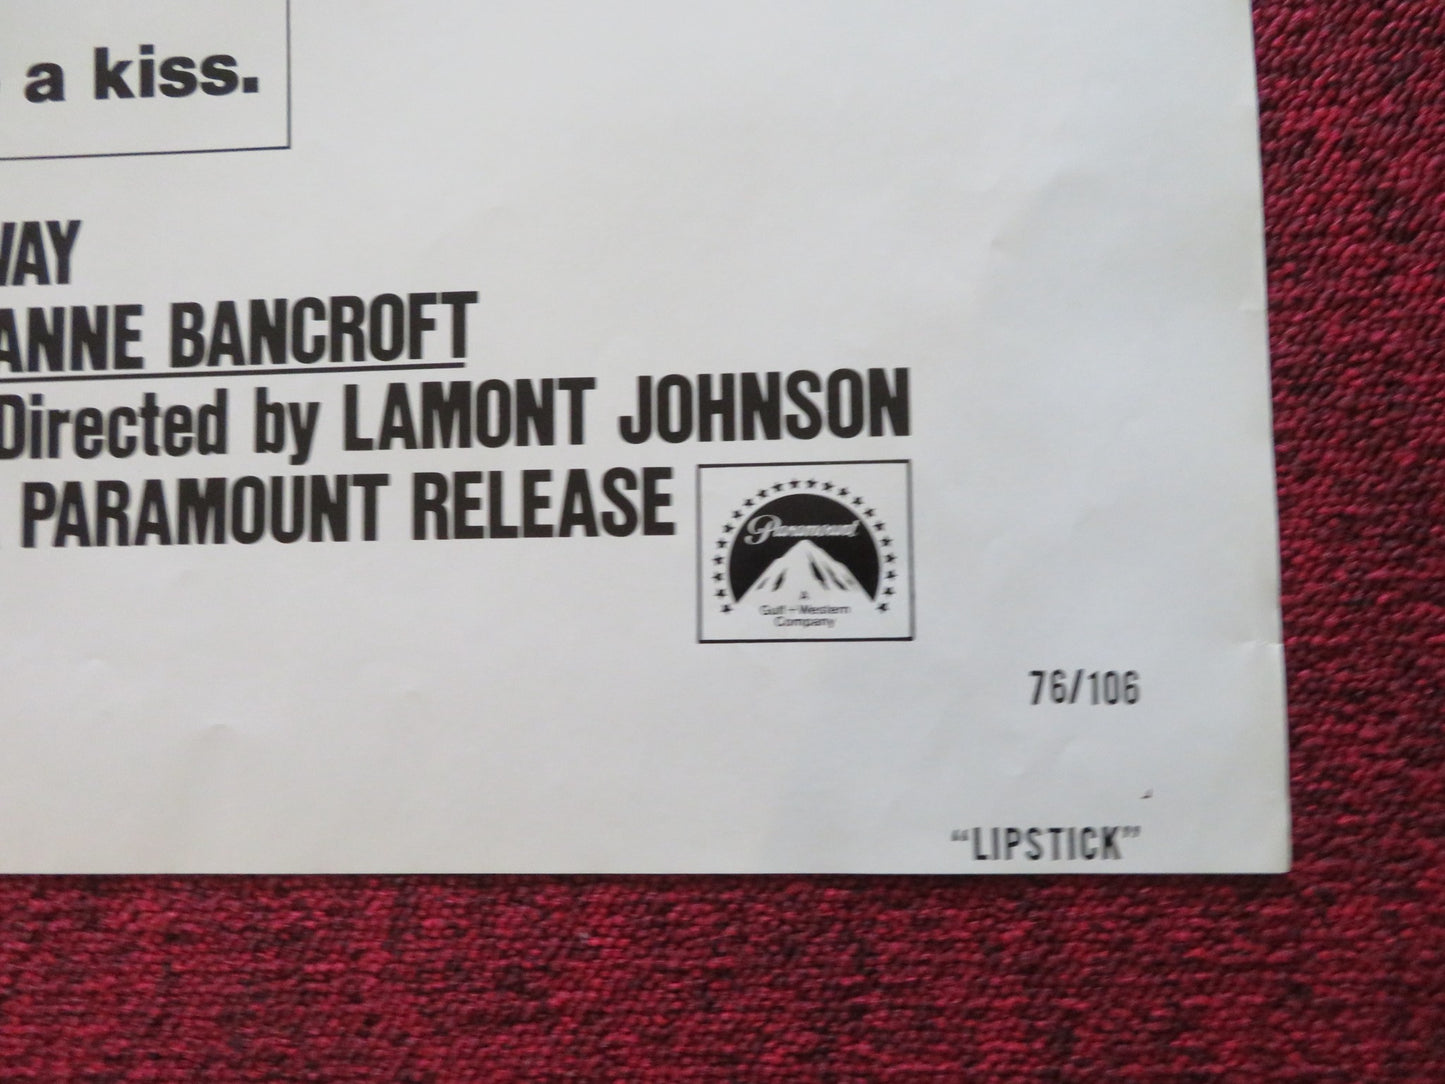 a kiss.
WAY
ANNE BANCROFT
Directed by LAMONT JOHNSON
PARAMOUNT RELEASE
Paramount
A
Gulf + Western
Company
76/106
"LIPSTICK"